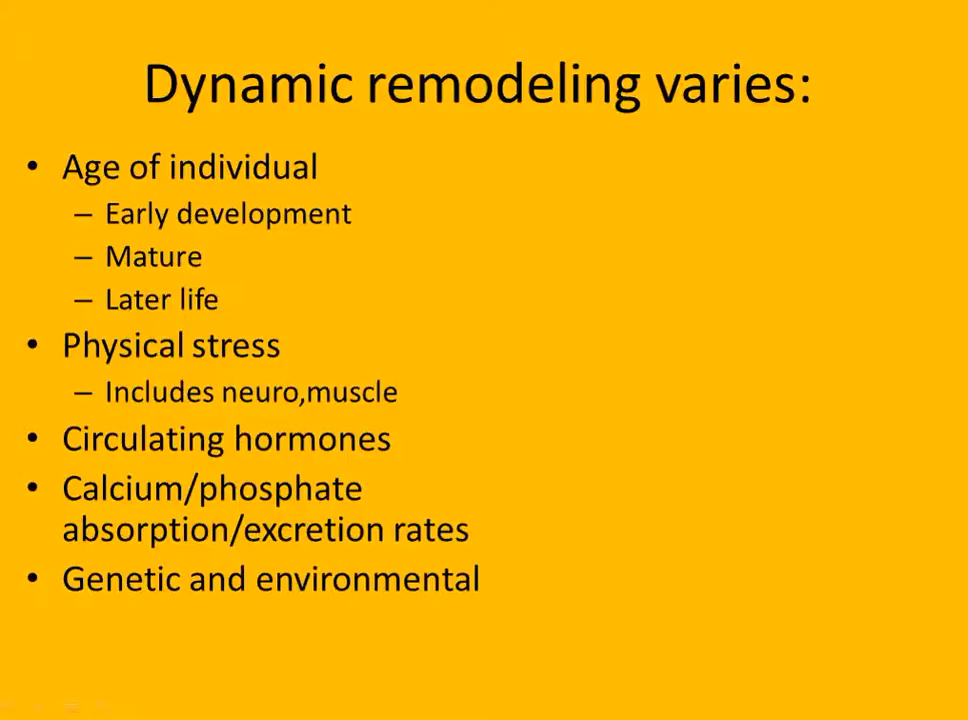 Dynamic remodeling varies:
• Age of individual
– Early development
– Mature
– Later life
• Physical stress
– Includes neuro,muscle
• Circulating hormones
• Calcium/phosphate
absorption/excretion rates
• Genetic and environmental